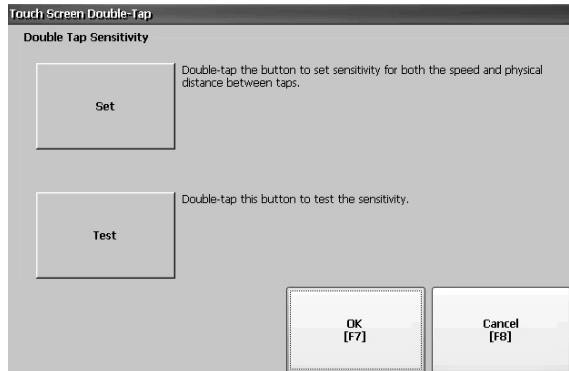 Touch Screen Double-Tap
Double Tap Sensitivity
Set
Double-tap the button to set sensitivity for both the speed and physical
distance between taps.
Test
Double-tap this button to test the sensitivity.
OK
[F7]
Cancel
[F8]